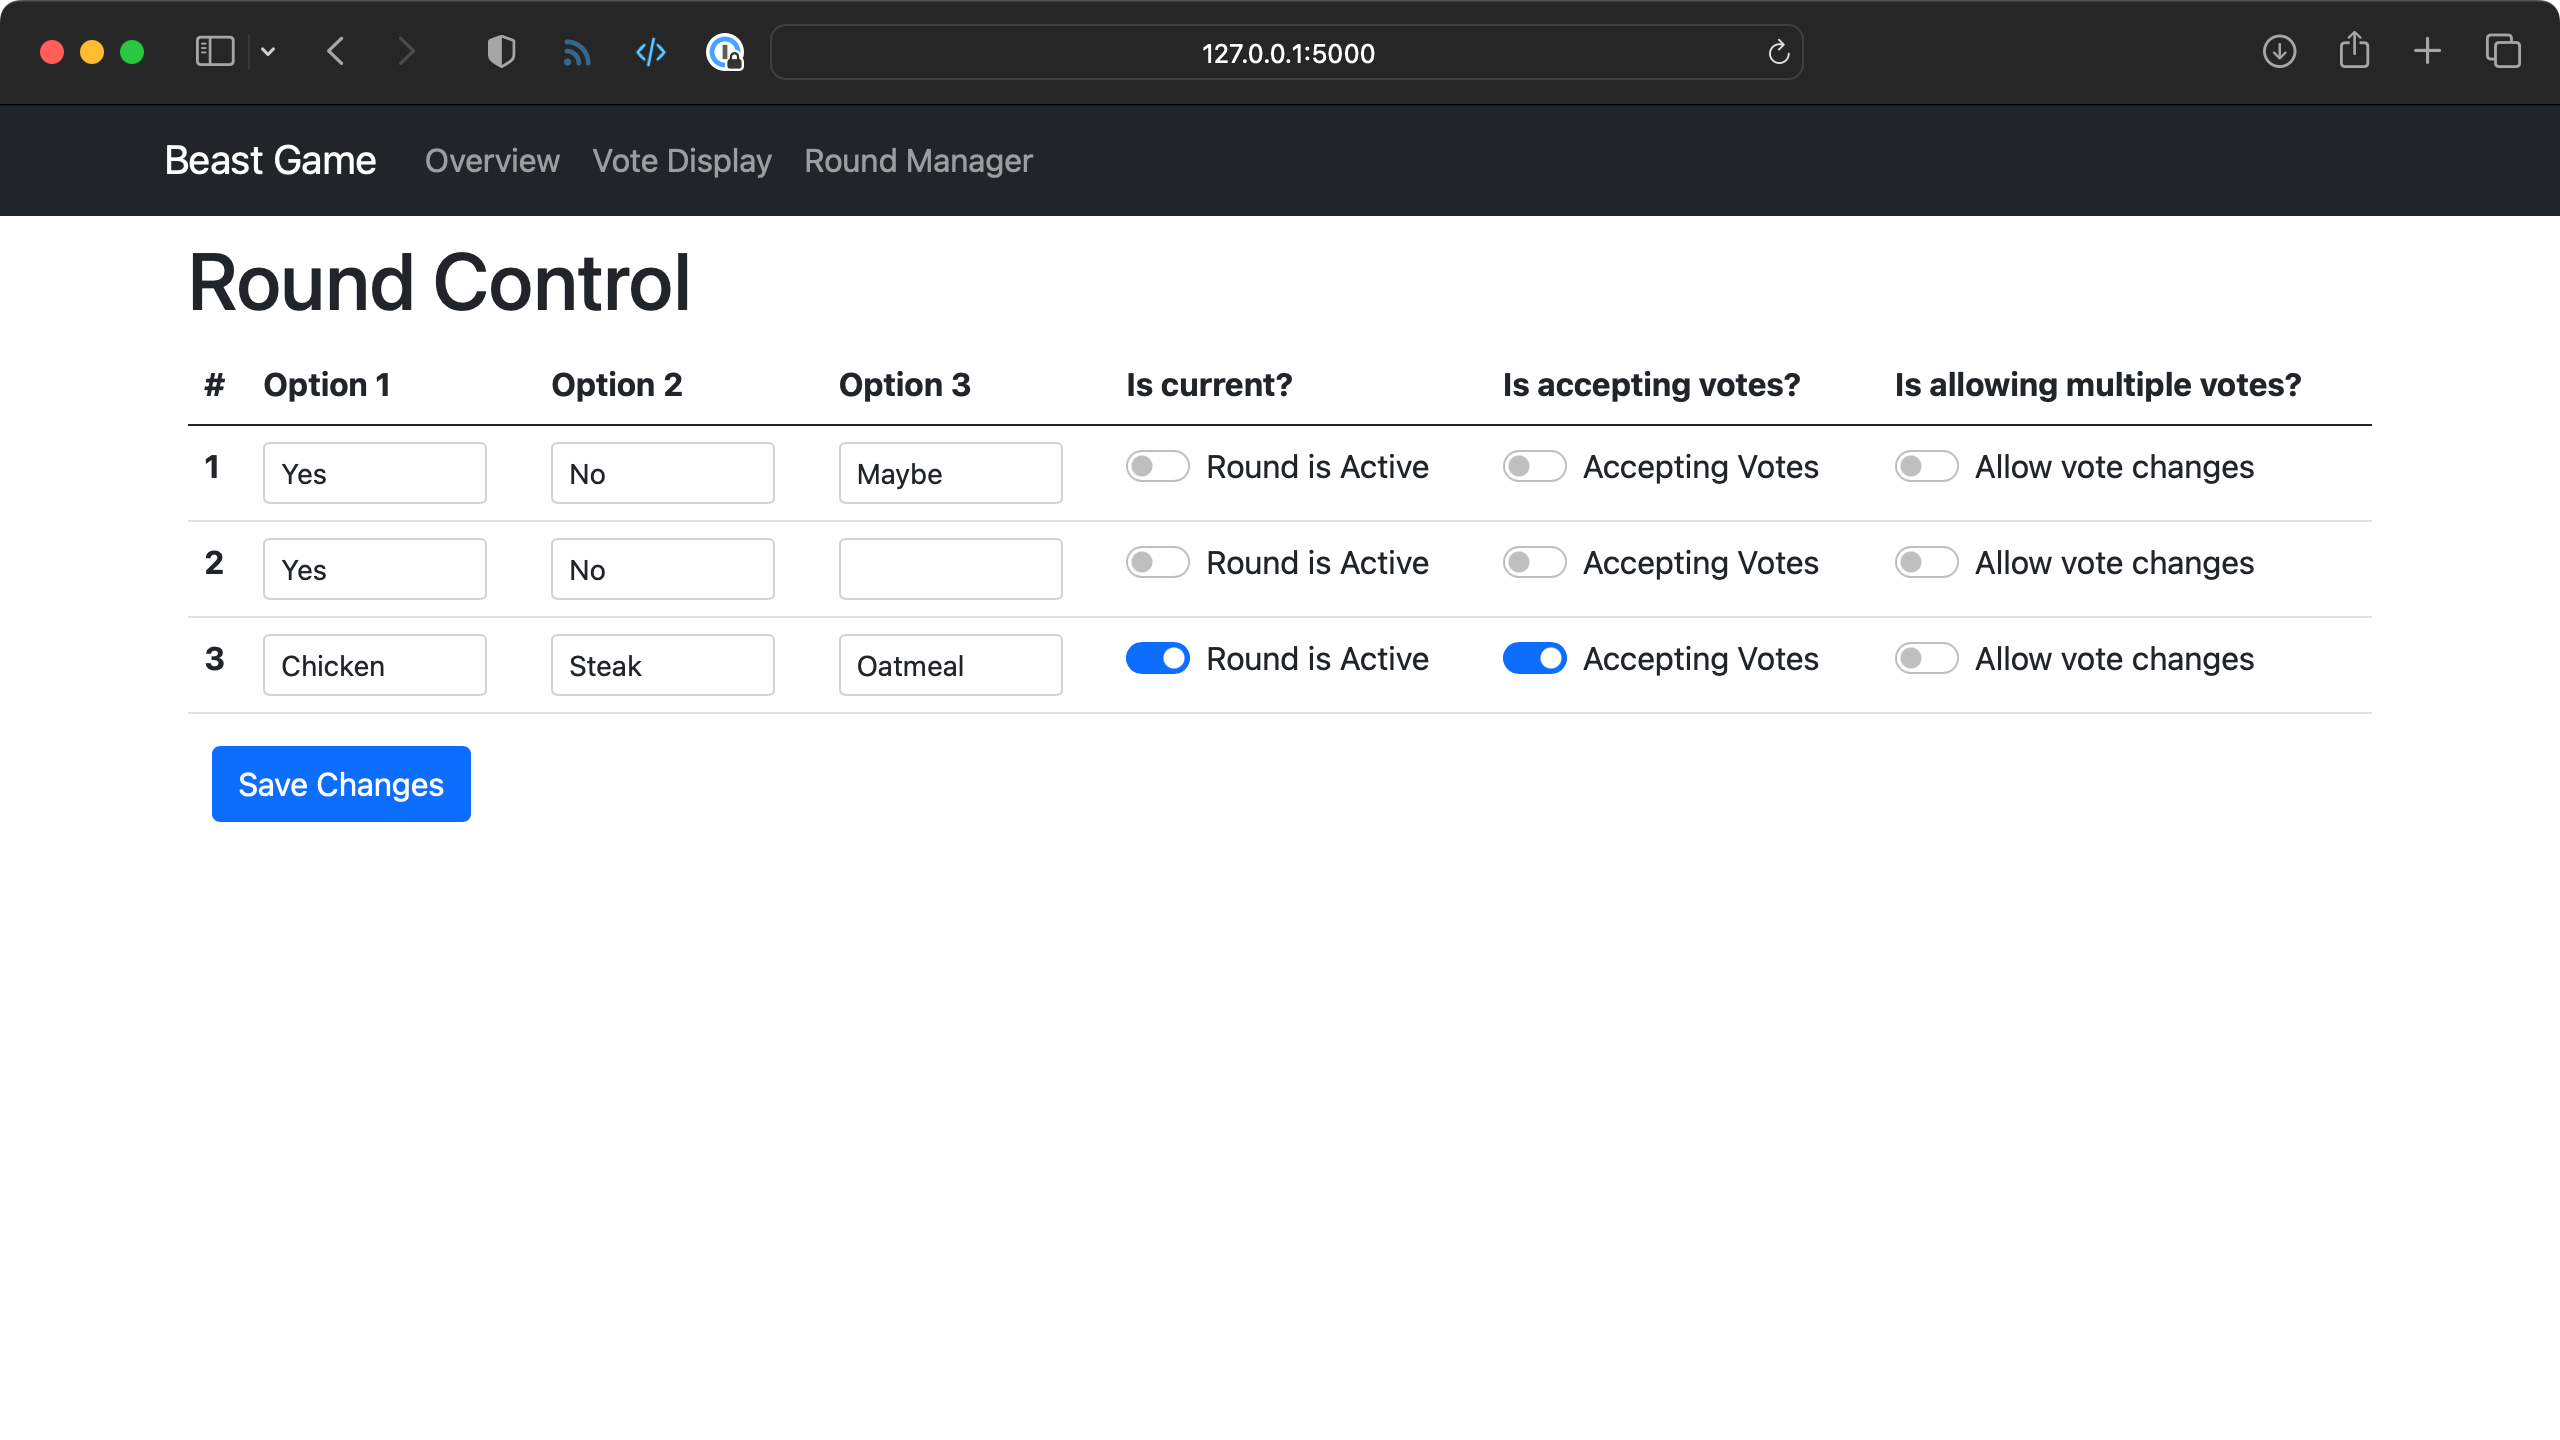 127.0.0.1:5000
Beast Game Overview Vote Display Round Manager
Round Control
# Option 1 Option 2 Option 3 Is current? Is accepting votes? Is allowing multiple votes?
1 Yes No Maybe Round is Active Accepting Votes Allow vote changes
2 Yes No Round is Active Accepting Votes Allow vote changes
3 Chicken Steak Oatmeal Round is Active Accepting Votes Allow vote changes
Save Changes